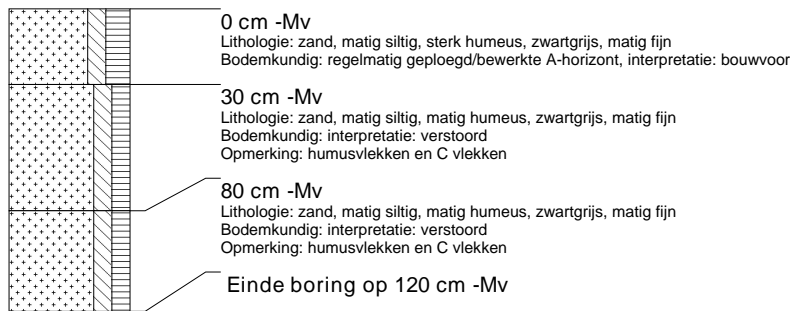 0 cm -Mv
Lithologie: zand, matig siltig, sterk humeus, zwartgrijs, matig fijn
Bodemkundig: regelmatig geploegd/bewerkte A-horizont, interpretatie: bouwvoor
30 cm -Mv
Lithologie: zand, matig siltig, matig humeus, zwartgrijs, matig fijn
Bodemkundig: interpretatie: verstoord
Opmerking: humusvlekken en C vlekken
80 cm -Mv
Lithologie: zand, matig siltig, matig humeus, zwartgrijs, matig fijn
Bodemkundig: interpretatie: verstoord
Opmerking: humusvlekken en C vlekken
Einde boring op 120 cm -Mv